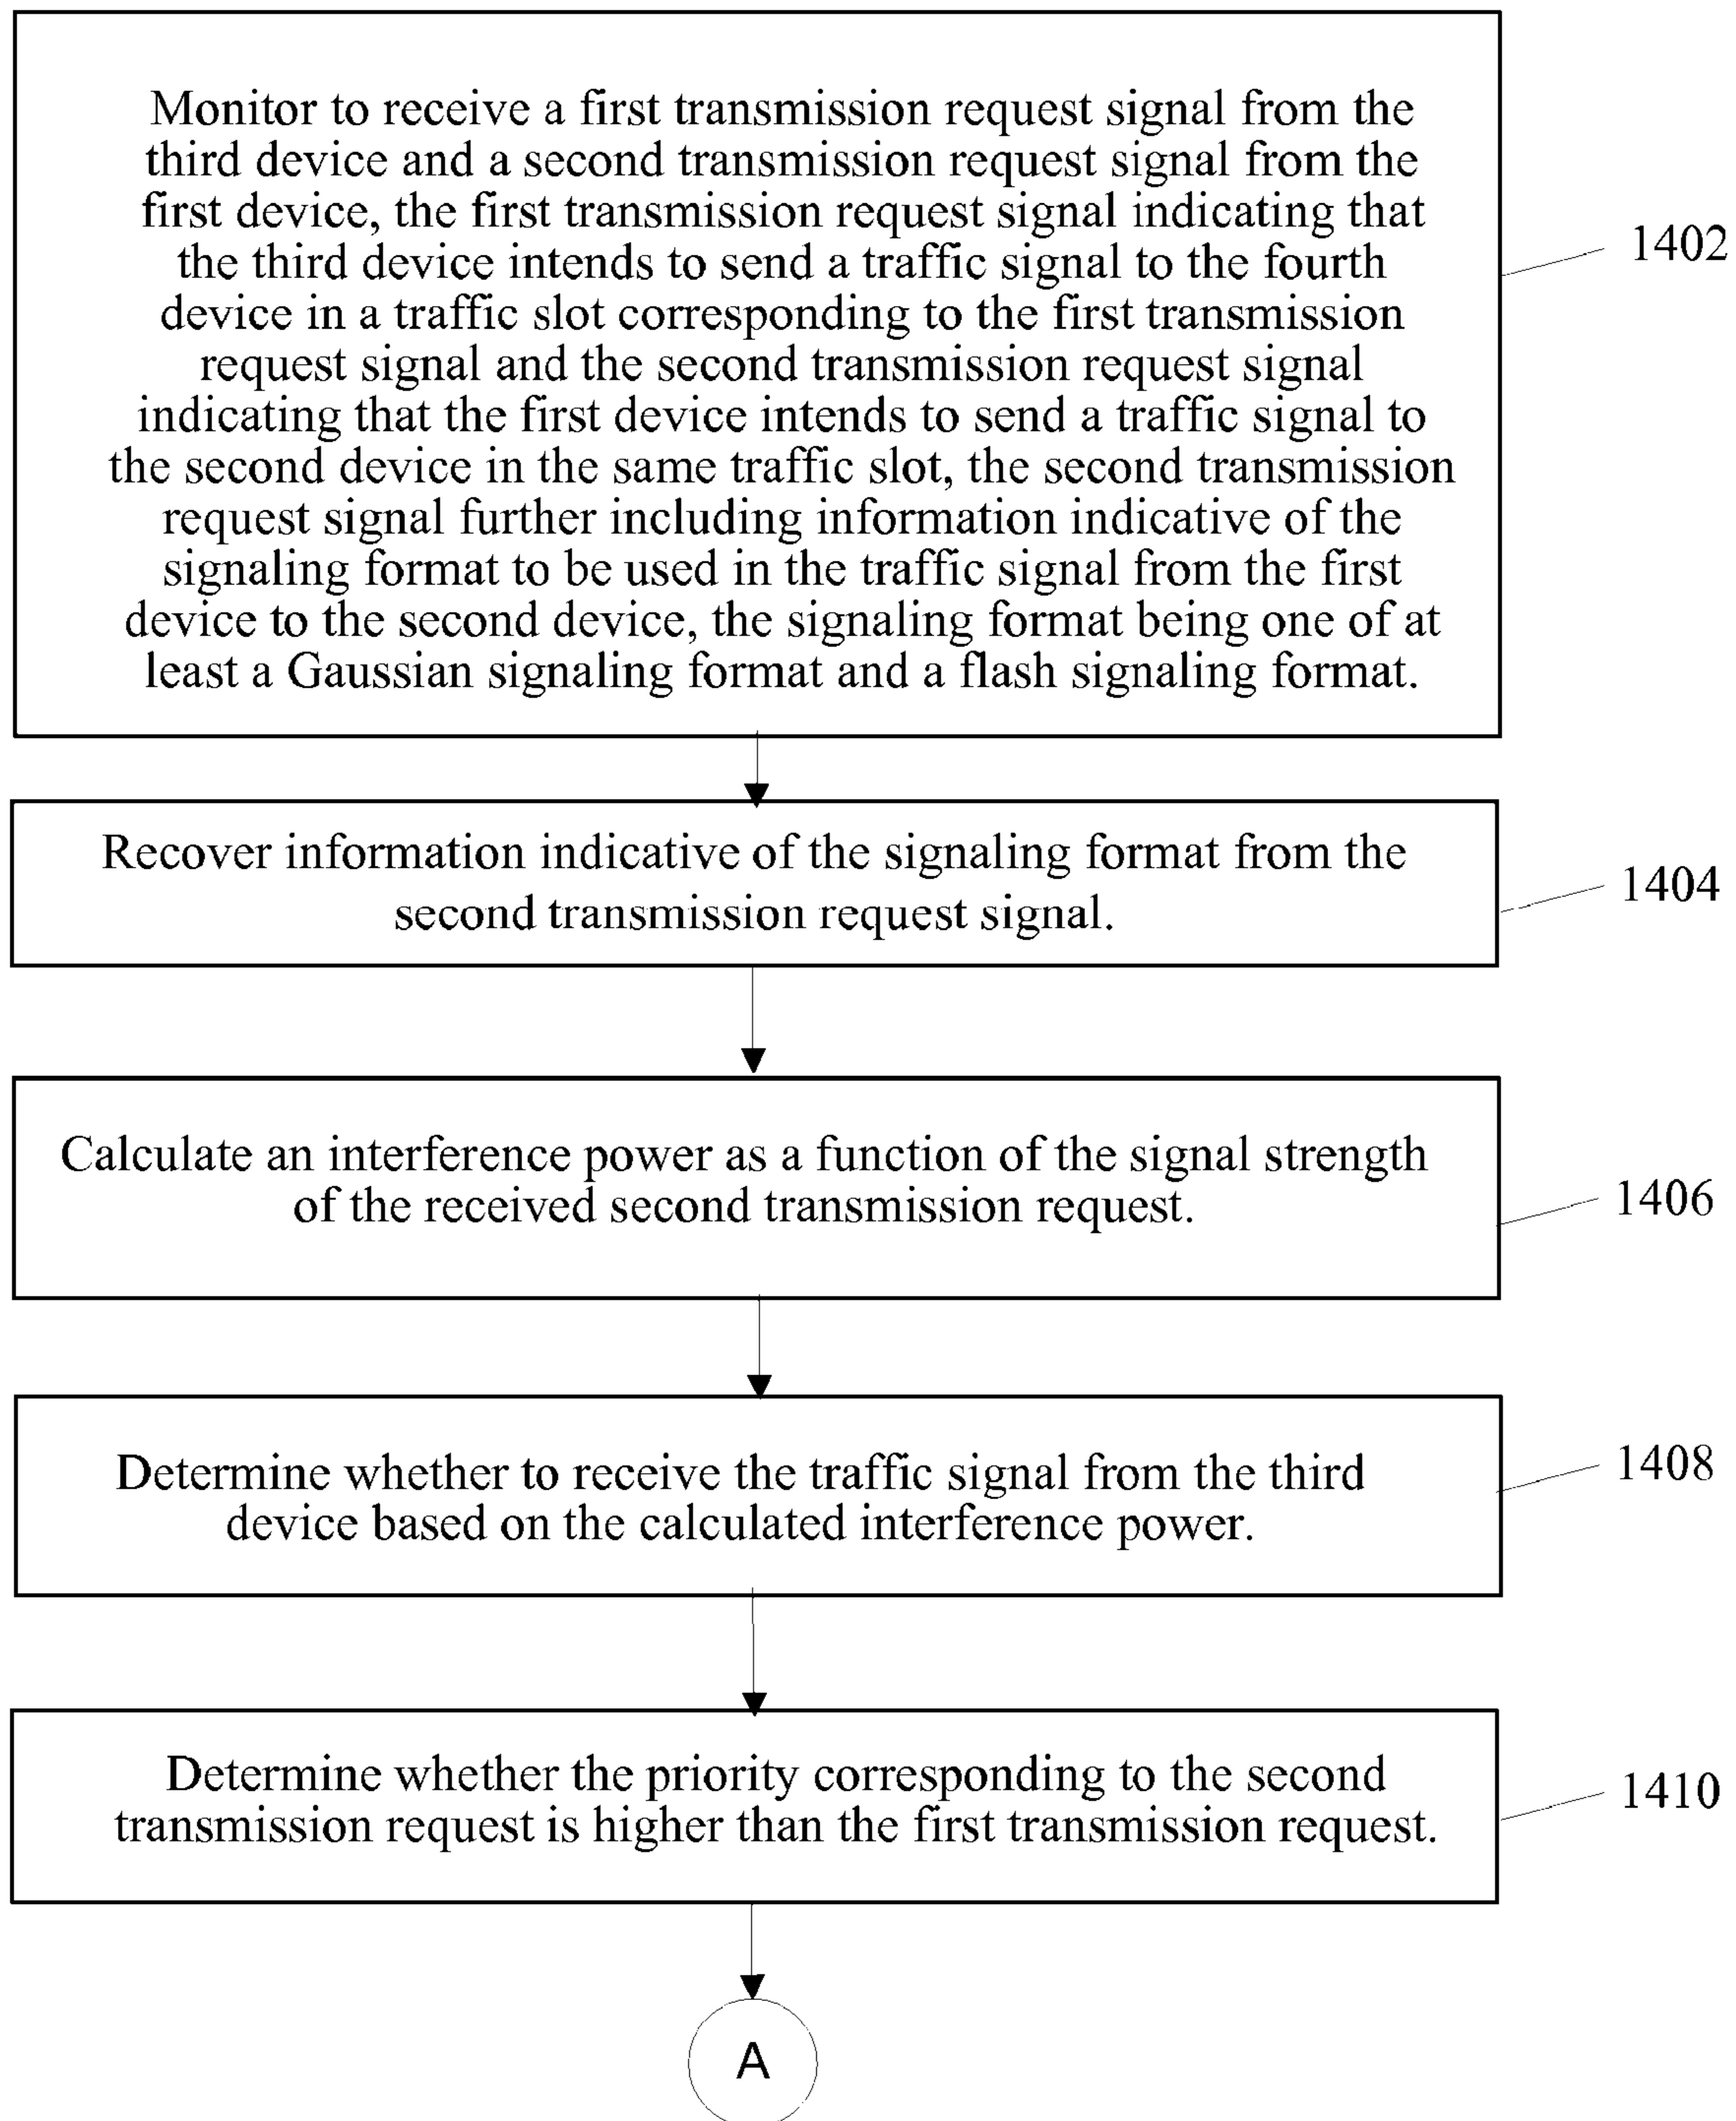 Monitor to receive a first transmission request signal from the
third device and a second transmission request signal from the
first device, the first transmission request signal indicating that
the third device intends to send a traffic signal to the fourth
device in a traffic slot corresponding to the first transmission
request signal and the second transmission request signal
indicating that the first device intends to send a traffic signal to
the second device in the same traffic slot, the second transmission
request signal further including information indicative of the
signaling format to be used in the traffic signal from the first
device to the second device, the signaling format being one of at
least a Gaussian signaling format and a flash signaling format.
1402
Recover information indicative of the signaling format from the
second transmission request signal.
1404
Calculate an interference power as a function of the signal strength
of the received second transmission request.
1406
Determine whether to receive the traffic signal from the third
device based on the calculated interference power.
1408
Determine whether the priority corresponding to the second
transmission request is higher than the first transmission request.
1410
A